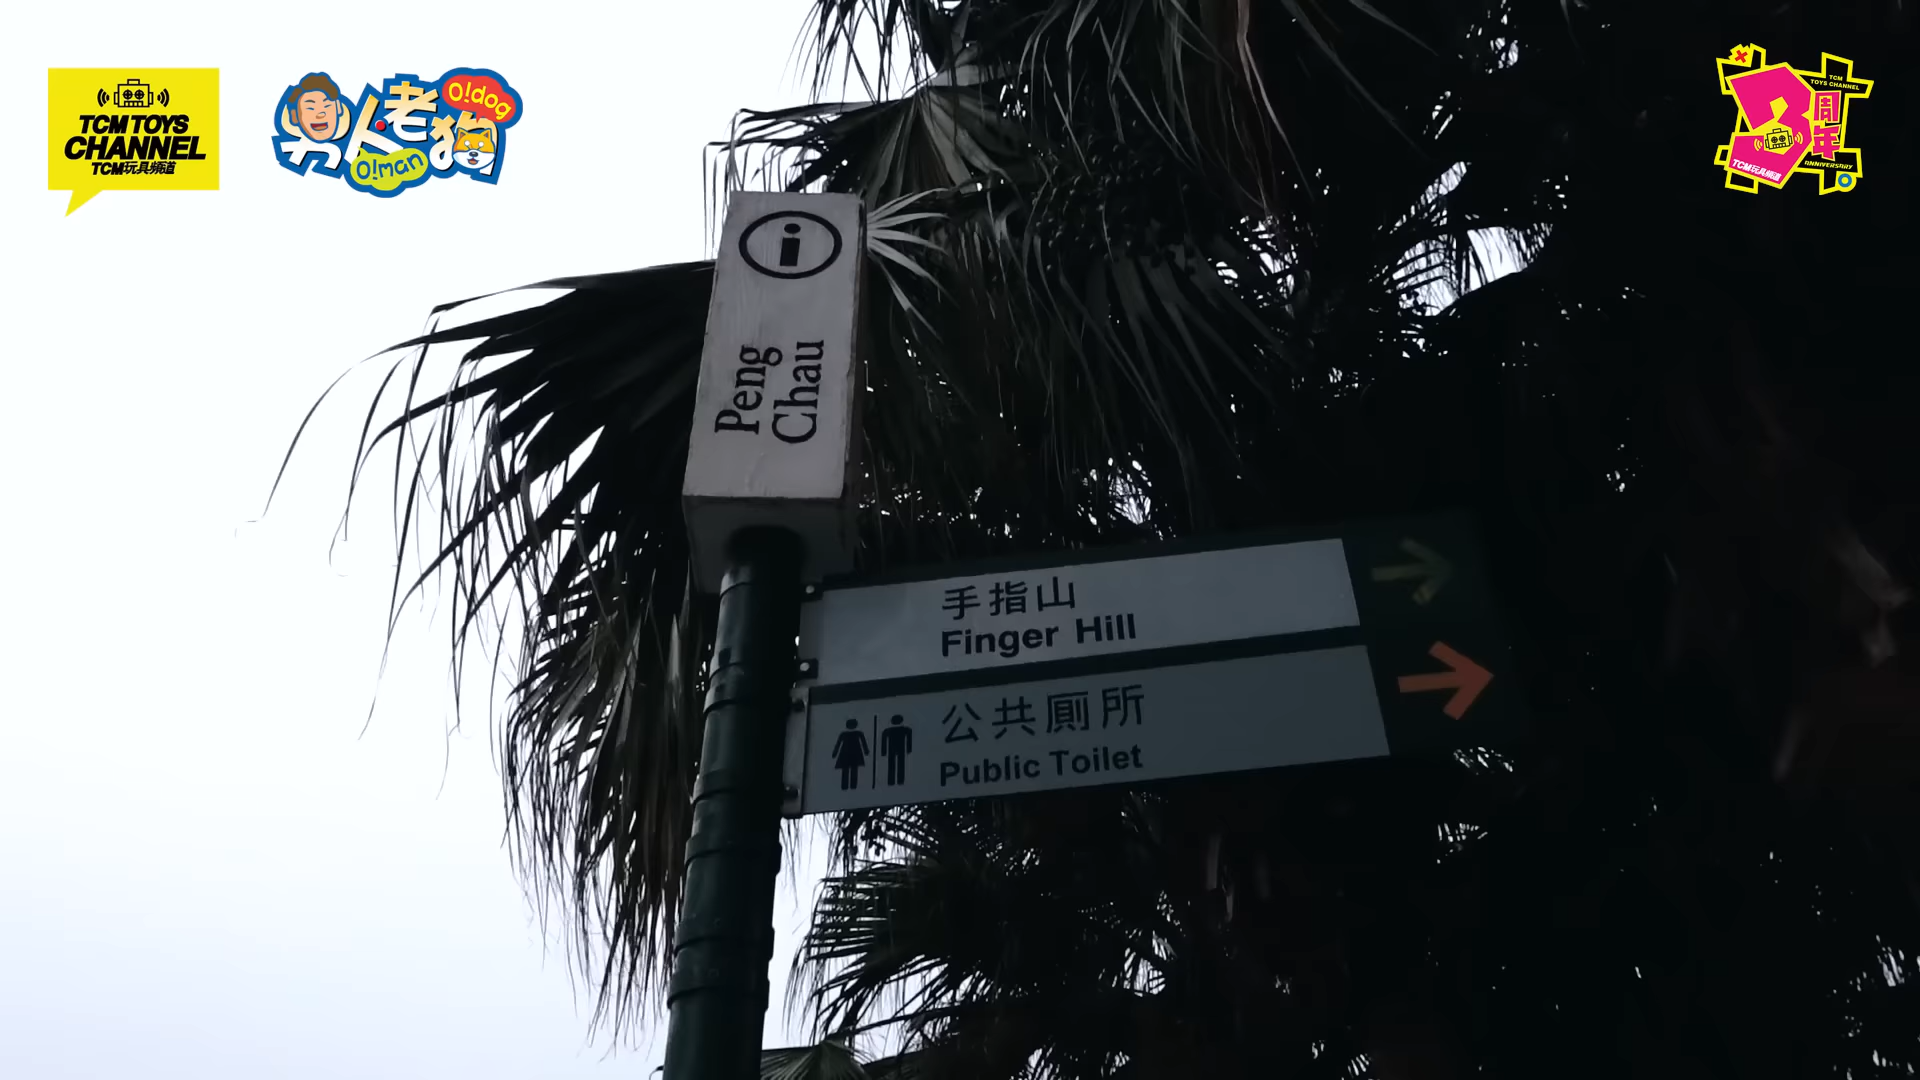 TCM TOYS
CHANNEL
TCM玩具頻道
男人老狗
O!dog
O!man
3周年
TCM
TOYS CHANNEL
ANNIVERSARY
TCM玩具頻道
i
Peng
Chau
手指山
Finger Hill
公共廁所
Public Toilet